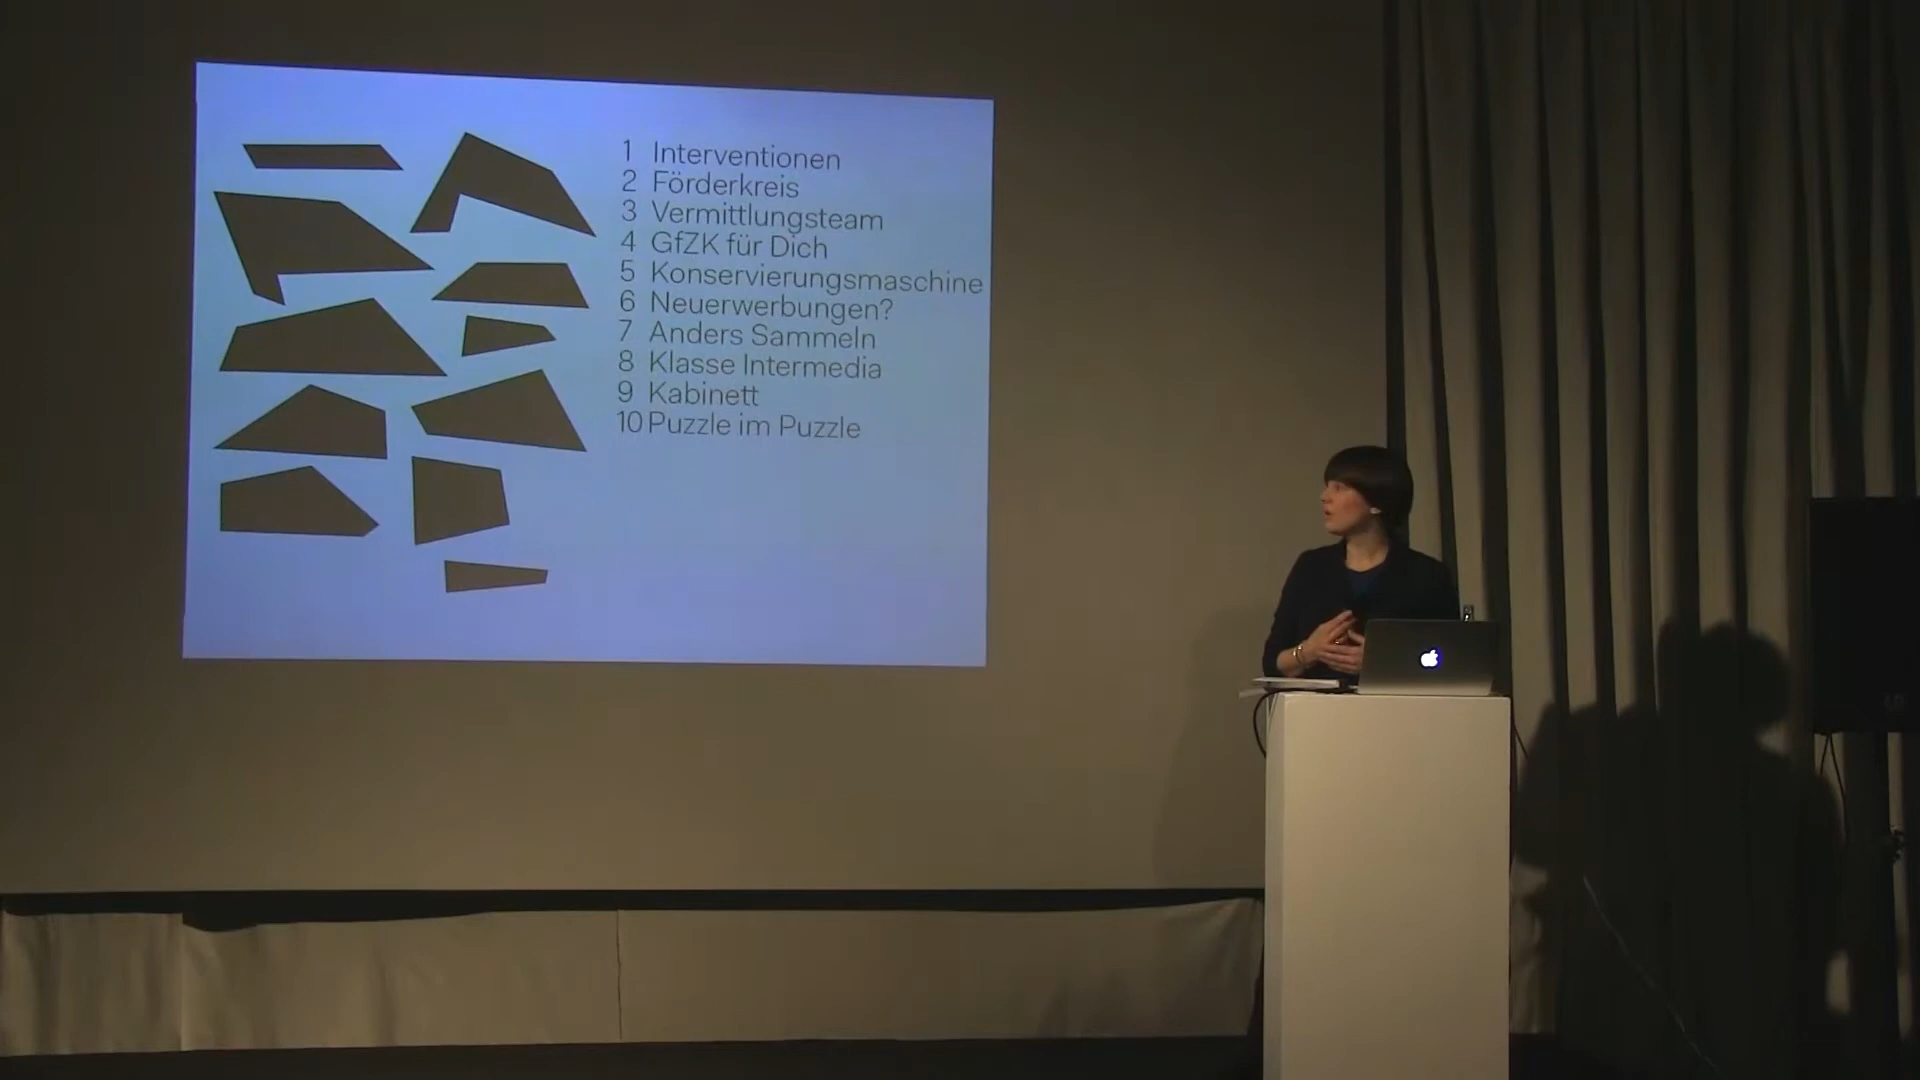 1 Interventionen
2 Förderkreis
3 Vermittlungsteam
4 GfZK für Dich
5 Konservierungsmaschine
6 Neuerwerbungen?
7 Anders Sammeln
8 Klasse Intermedia
9 Kabinett
10 Puzzle im Puzzle